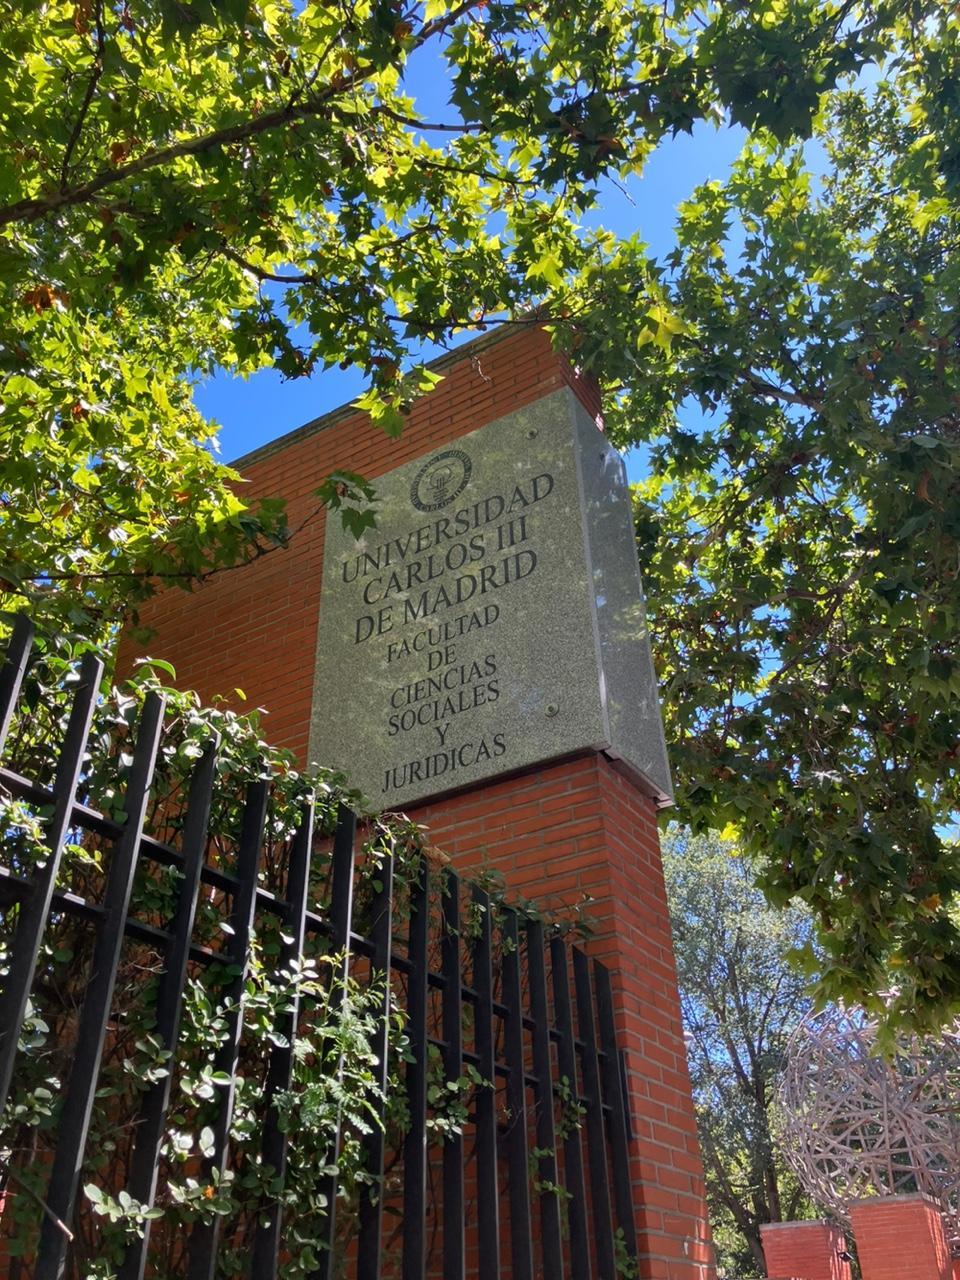 UNIVERSIDAD
CARLOS III
DE MADRID
FACULTAD
DE
CIENCIAS
SOCIALES
Y
JURIDICAS